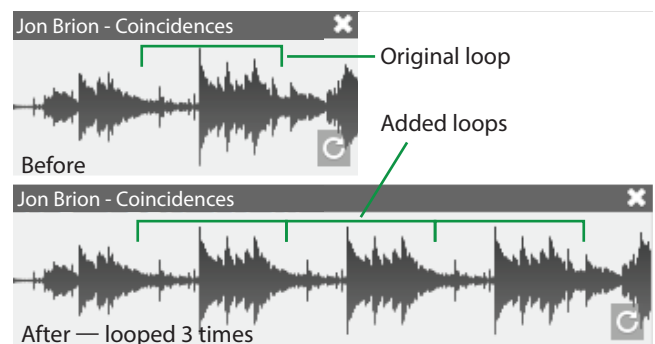 Jon Brion - Coincidences
Original loop
Added loops
Before
Jon Brion - Coincidences
After — looped 3 times